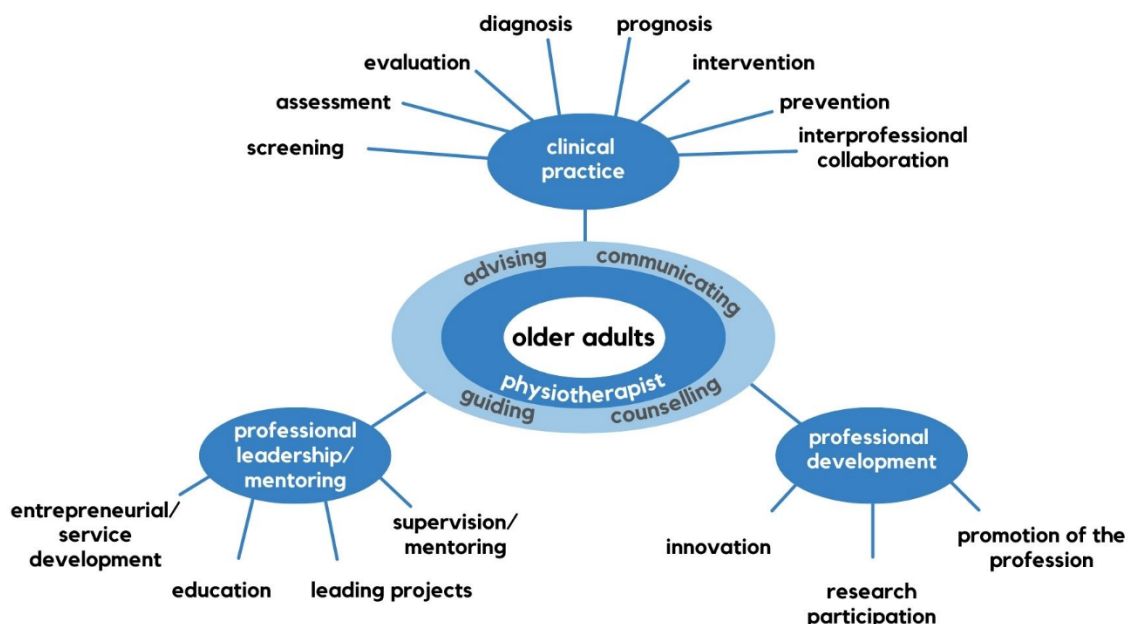 diagnosis
prognosis
evaluation
intervention
assessment
prevention
screening
interprofessional
collaboration
clinical
practice
advising
communicating
older adults
physiotherapist
guiding
counselling
professional
leadership/
mentoring
professional
development
entrepreneurial/
service
development
supervision/
mentoring
education
leading projects
innovation
promotion of the
profession
research
participation